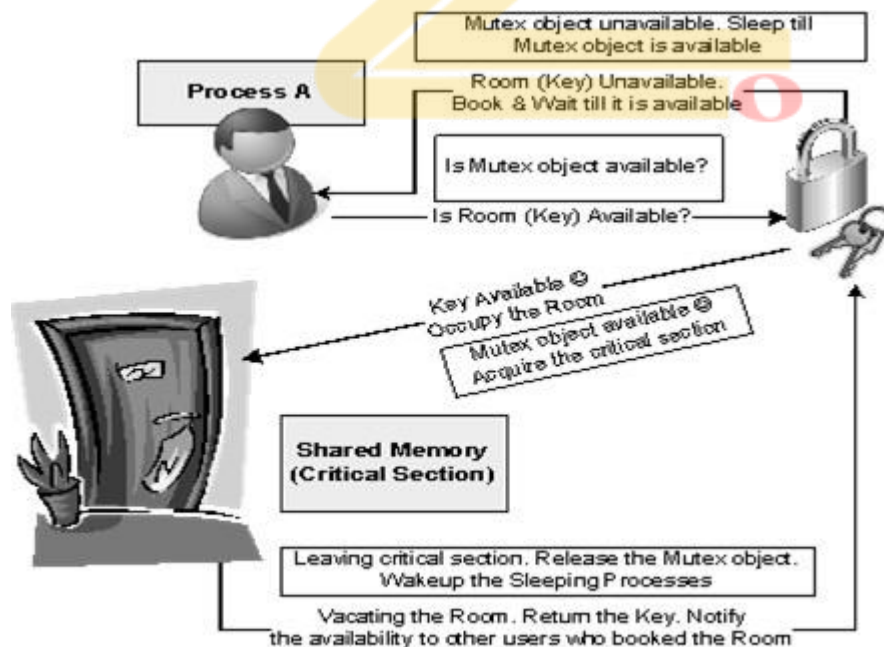 Mutex object unavailable. Sleep till
Mutex object is available
Process A
Room (Key) Unavailable.
Book & Wait till it is available
Is Mutex object available?
Is Room (Key) Available?
Key Available ☺
Occupy the Room
Mutex object available ☺
Acquire the critical section
Shared Memory
(Critical Section)
Leaving critical section. Release the Mutex object.
Wakeup the Sleeping Processes
Vacating the Room. Return the Key. Notify
the availability to other users who booked the Room